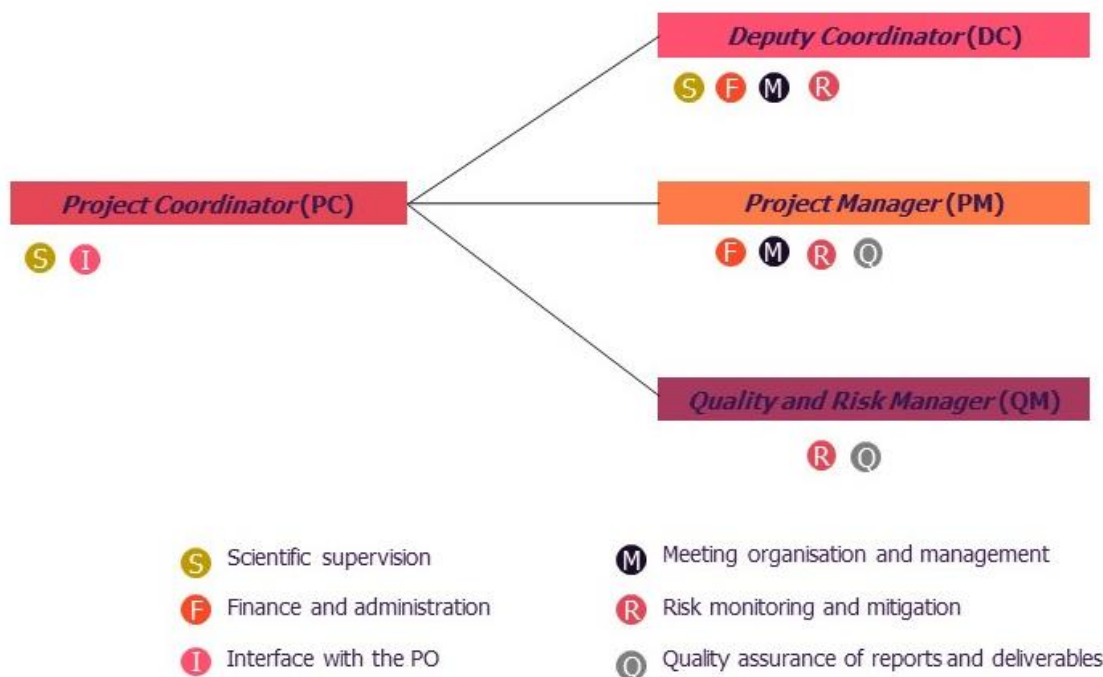 Deputy Coordinator (DC)
S F M R
Project Coordinator (PC)
S I
Project Manager (PM)
F M R Q
Quality and Risk Manager (QM)
R Q
S Scientific supervision
M Meeting organisation and management
F Finance and administration
R Risk monitoring and mitigation
I Interface with the PO
Q Quality assurance of reports and deliverables